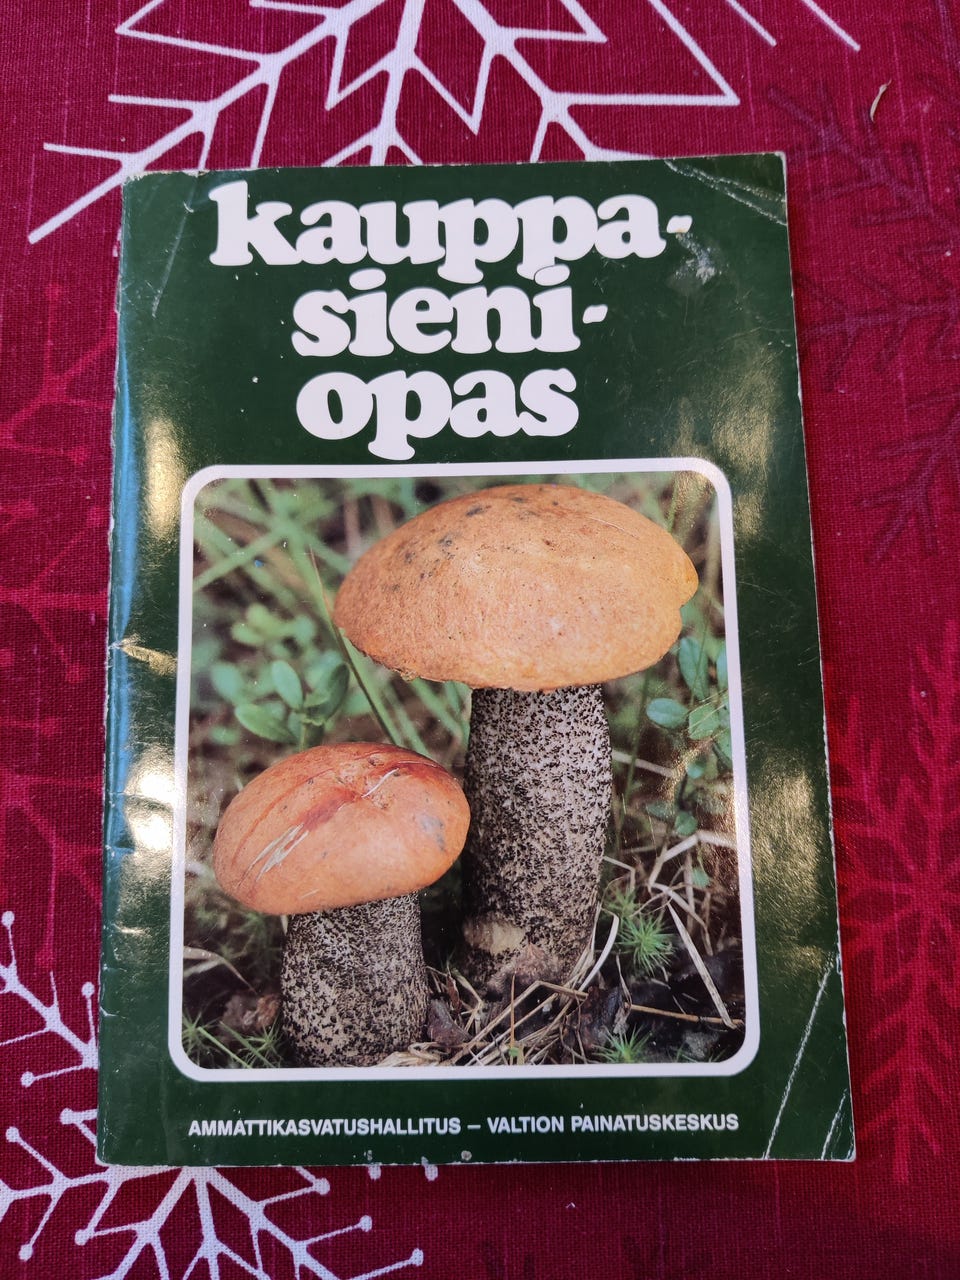 kauppa-
sieni-
opas
AMMATTIKASVATUSHALLITUS – VALTION PAINATUSKESKUS